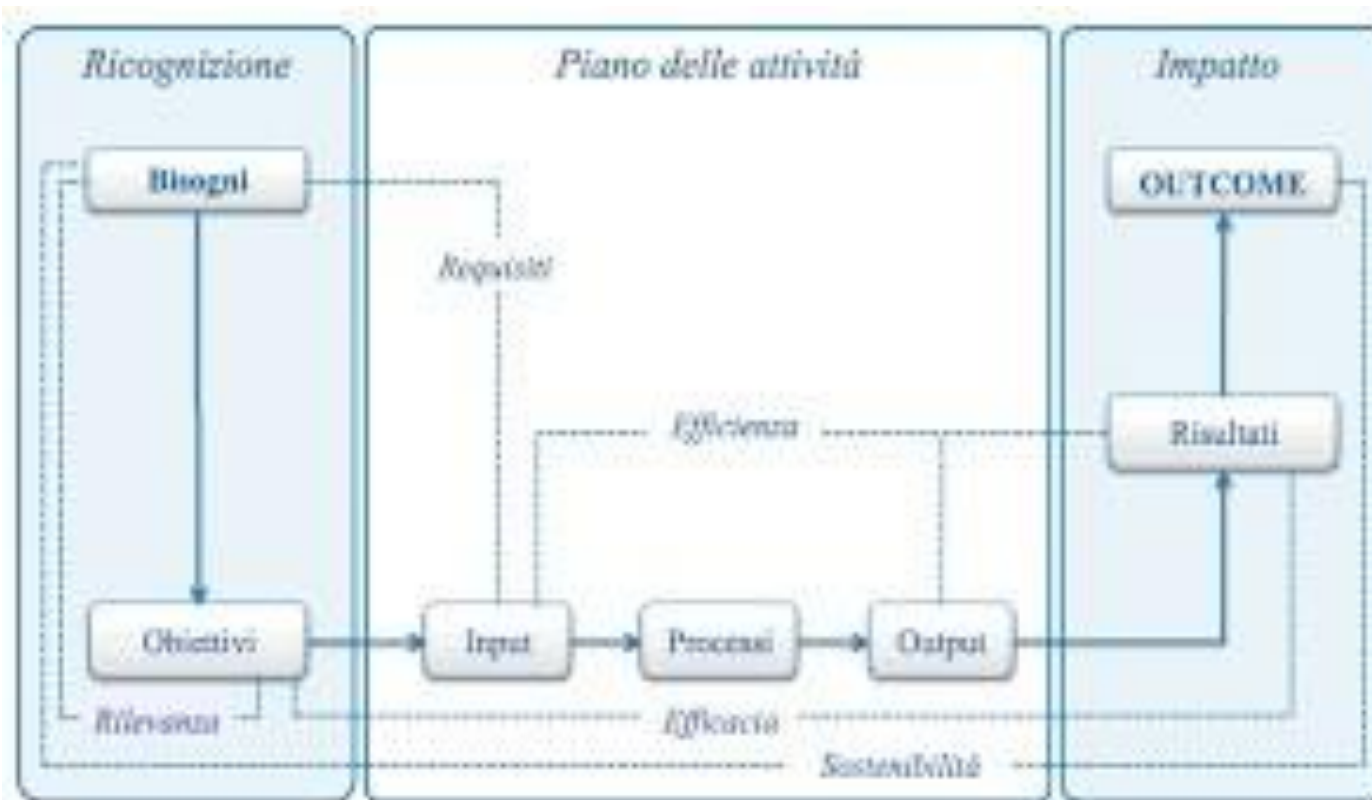 Ricognizione
Piano delle attività
Impatto
Bisogni
OUTCOME
Requisiti
Efficienza
Risultati
Obiettivi
Input
Processi
Output
Rilevanza
Efficacia
Sostenibilità